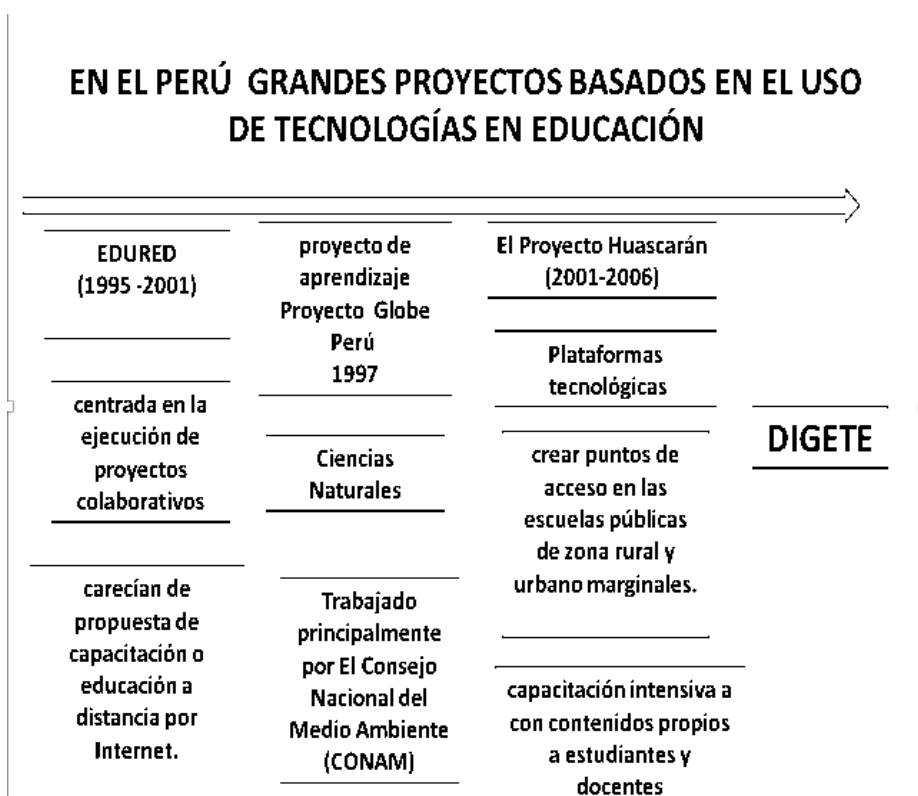 EN EL PERÚ GRANDES PROYECTOS BASADOS EN EL USO
DE TECNOLOGÍAS EN EDUCACIÓN
EDURED
(1995 -2001)
centrada en la
ejecución de
proyectos
colaborativos
carecían de
propuesta de
capacitación o
educación a
distancia por
Internet.
proyecto de
aprendizaje
Proyecto Globe
Perú
1997
Ciencias
Naturales
Trabajado
principalmente
por El Consejo
Nacional del
Medio Ambiente
(CONAM)
El Proyecto Huascarán
(2001-2006)
Plataformas
tecnológicas
crear puntos de
acceso en las
escuelas públicas
de zona rural y
urbano marginales.
capacitación intensiva a
con contenidos propios
a estudiantes y
docentes
DIGETE